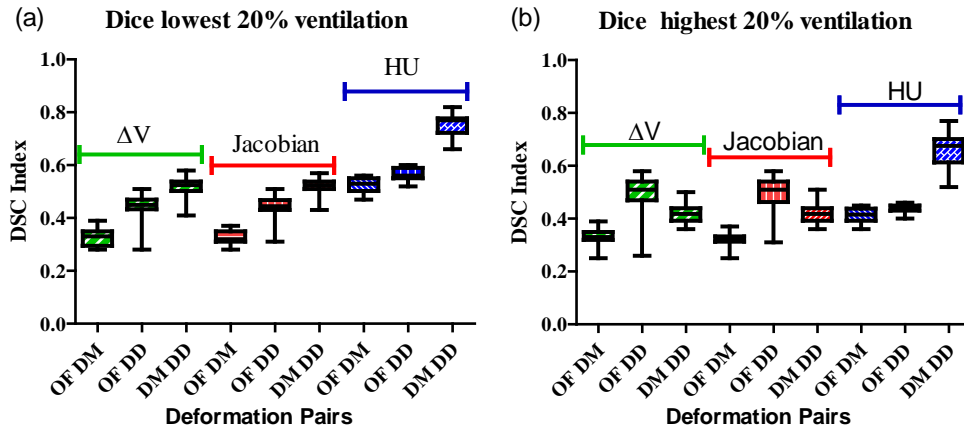 (a) Dice lowest 20% ventilation
DSC Index
1.0
0.8
0.6
0.4
0.2
0.0
ΔV
Jacobian
HU
OF DM
OF DD
DM DD
OF DM
OF DD
DM DD
OF DM
OF DD
DM DD
Deformation Pairs
(b) Dice highest 20% ventilation
DSC Index
1.0
0.8
0.6
0.4
0.2
0.0
ΔV
Jacobian
HU
OF DM
OF DD
DM DD
OF DM
OF DD
DM DD
OF DM
OF DD
DM DD
Deformation Pairs